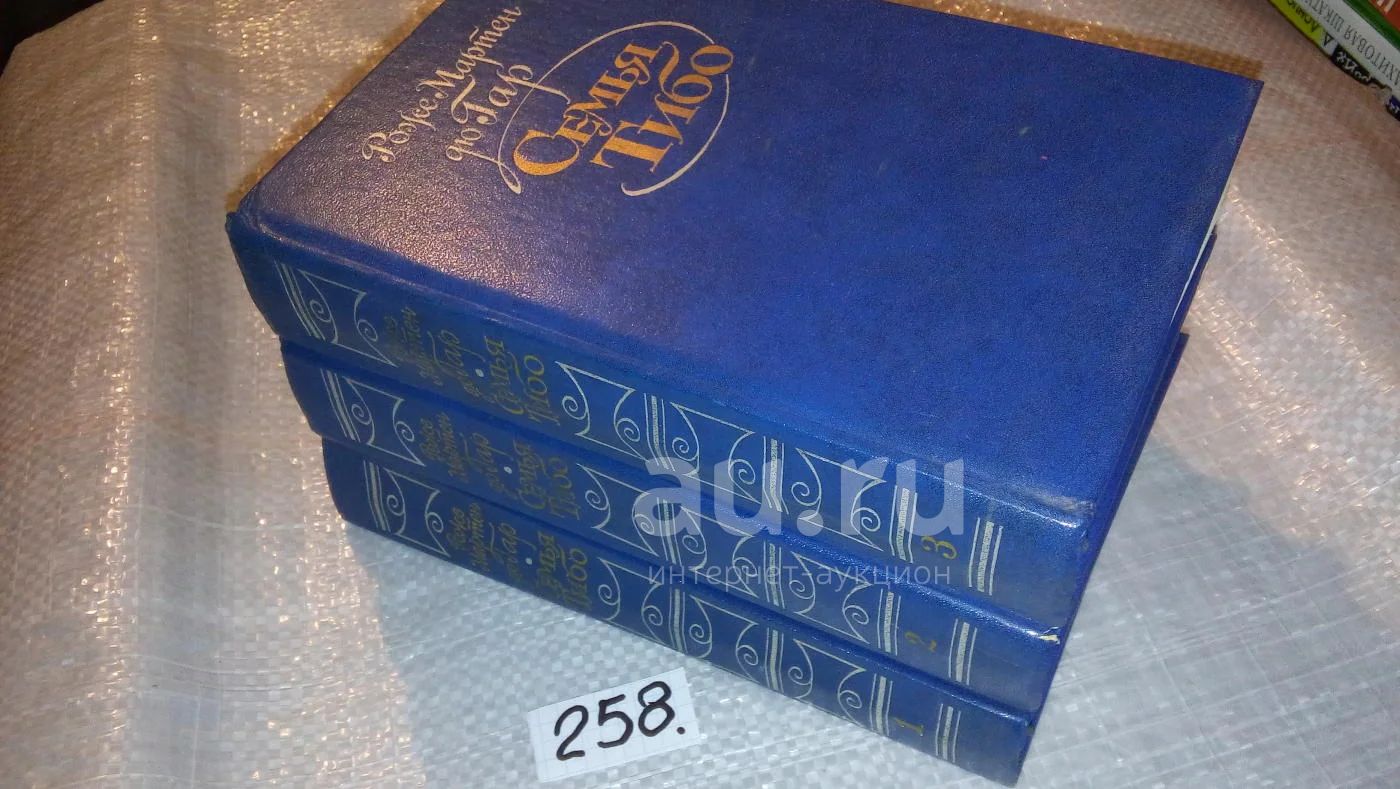 Роже Мартен
дю Гар
Семья
Тибо
Роже
Мартен
дю Гар
Семья
Тибо
3
Роже
Мартен
дю Гар
Семья
Тибо
2
Роже
Мартен
дю Гар
Семья
Тибо
1
au.ru
интернет-аукцион
258.